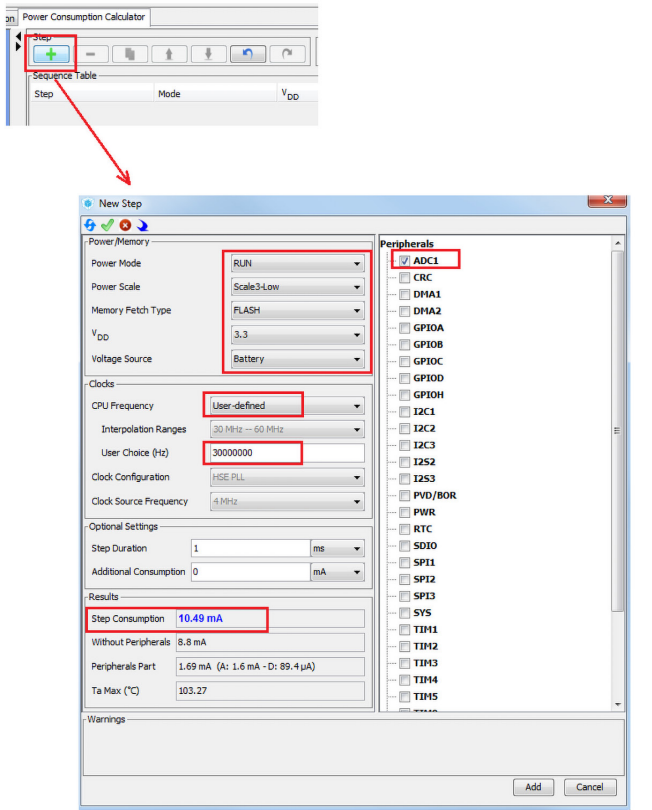 on Power Consumption Calculator
Step
Sequence Table
Step Mode VDD
New Step
Power/Memory
Power Mode RUN
Power Scale Scale3-Low
Memory Fetch Type FLASH
VDD 3.3
Voltage Source Battery
Clocks
CPU Frequency User-defined
Interpolation Ranges 30 MHz -- 60 MHz
User Choice (Hz) 30000000
Clock Configuration HSE PLL
Clock Source Frequency 4 MHz
Optional Settings
Step Duration 1 ms
Additional Consumption 0 mA
Results
Step Consumption 10.49 mA
Without Peripherals 8.8 mA
Peripherals Part 1.69 mA (A: 1.6 mA - D: 89.4 µA)
Ta Max (°C) 103.27
Peripherals
ADC1
CRC
DMA1
DMA2
GPIOA
GPIOB
GPIOC
GPIOD
GPIOH
I2C1
I2C2
I2C3
I2S2
I2S3
PVD/BOR
PWR
RTC
SDIO
SPI1
SPI2
SPI3
SYS
TIM1
TIM2
TIM3
TIM4
TIM5
Warnings
Add Cancel